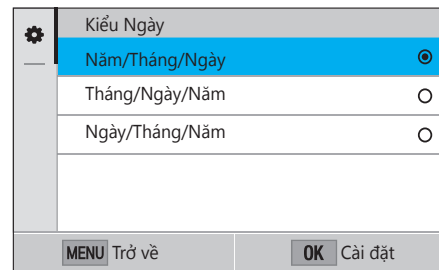 Kiểu Ngày
Năm/Tháng/Ngày
Tháng/Ngày/Năm
Ngày/Tháng/Năm
MENU Trở về OK Cài đặt